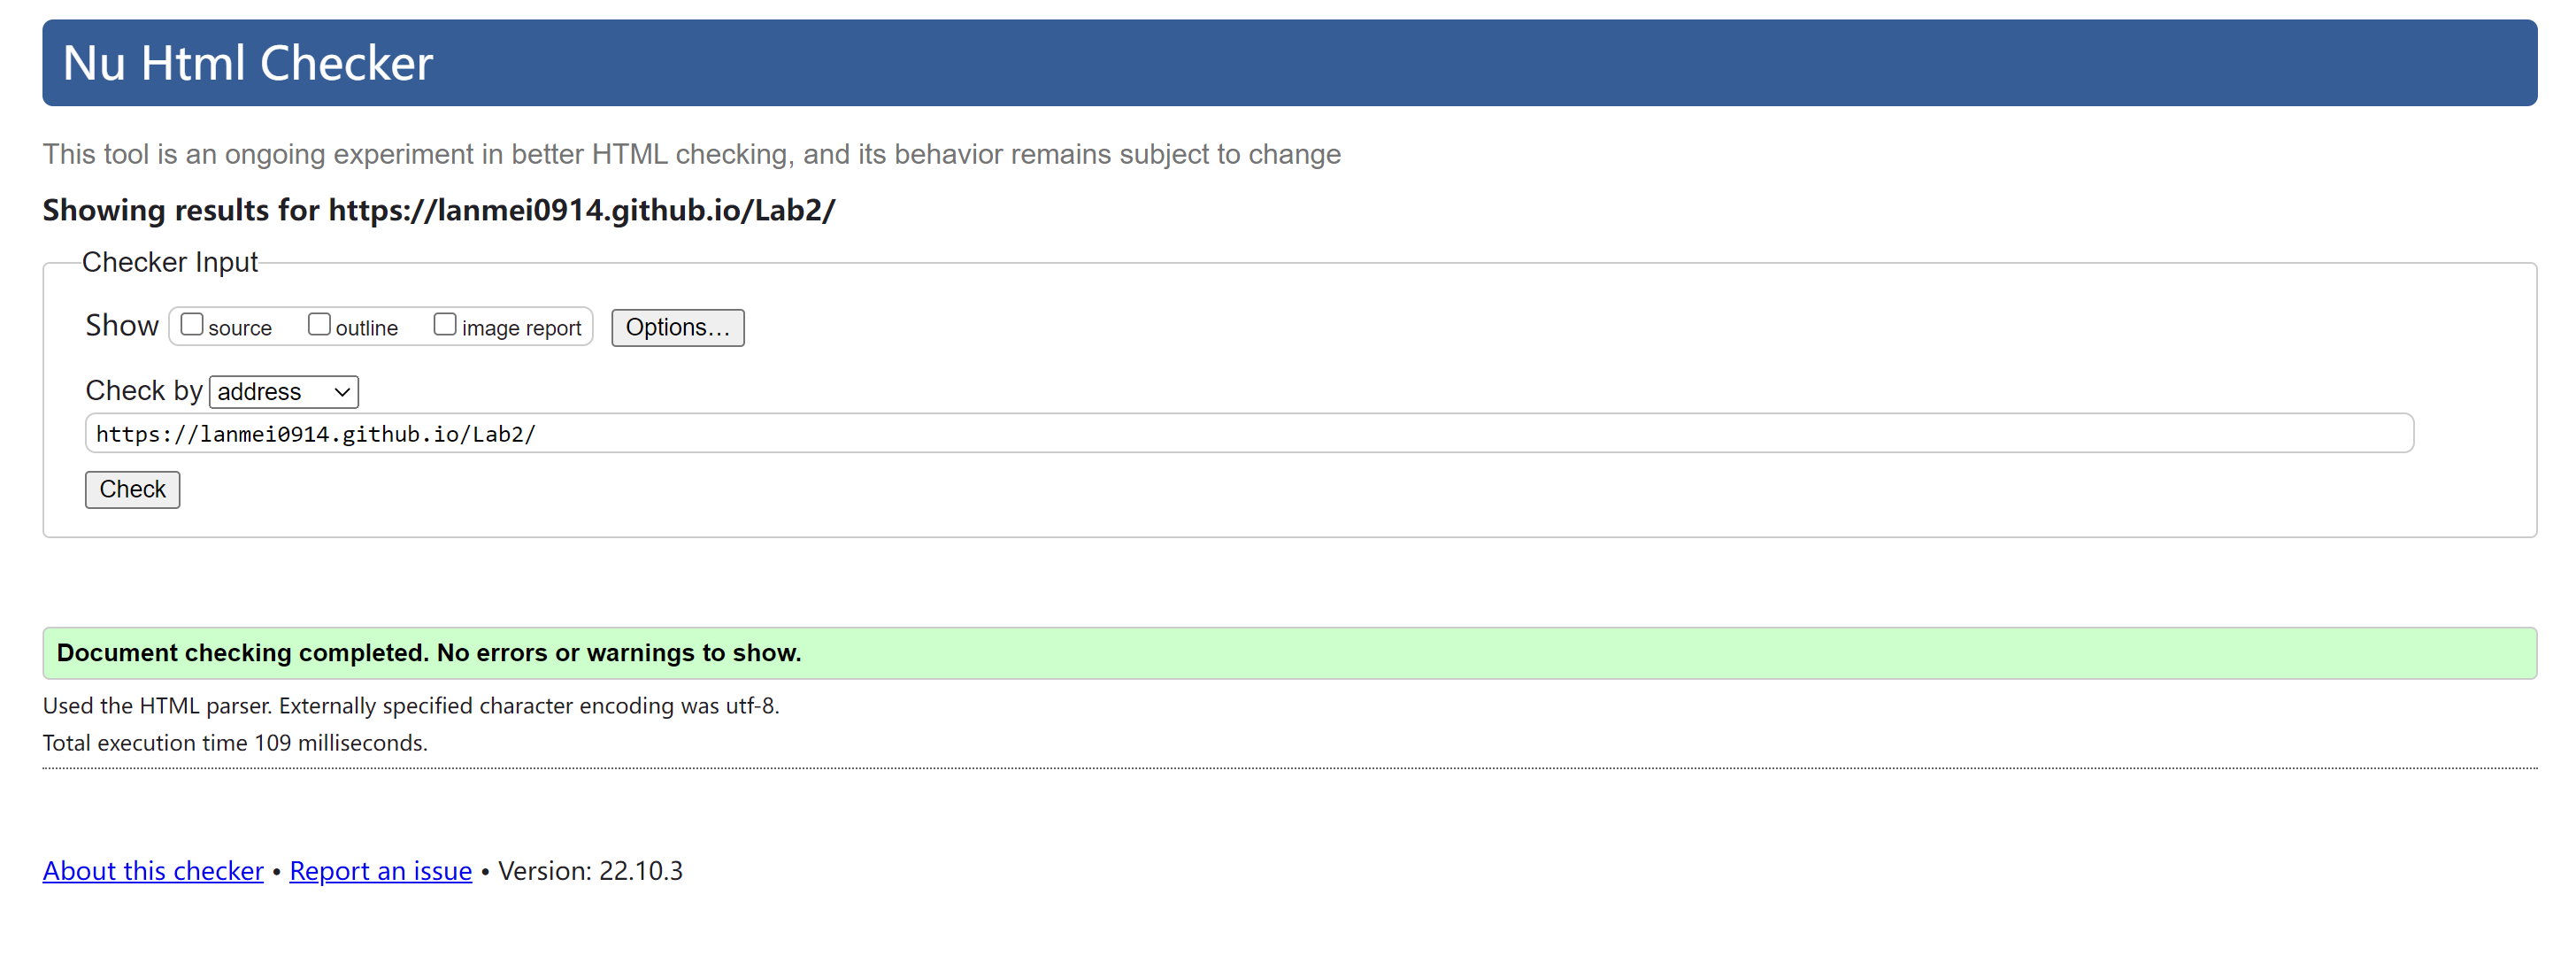 Nu Html Checker
This tool is an ongoing experiment in better HTML checking, and its behavior remains subject to change
Showing results for https://lanmei0914.github.io/Lab2/
Checker Input
Show source outline image report Options...
Check by address
https://lanmei0914.github.io/Lab2/
Check
Document checking completed. No errors or warnings to show.
Used the HTML parser. Externally specified character encoding was utf-8.
Total execution time 109 milliseconds.
About this checker • Report an issue • Version: 22.10.3